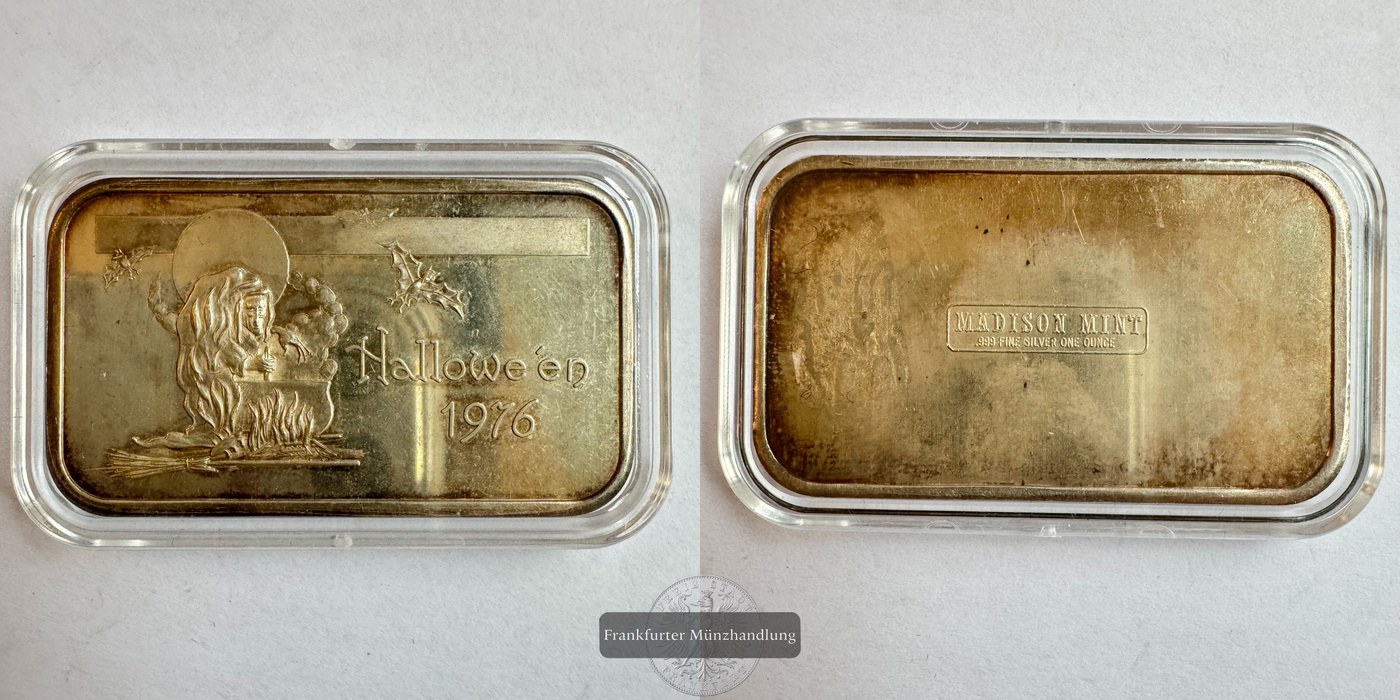 Hallowe'en
1976
MADISON MINT
.999 FINE SILVER ONE OUNCE
Frankfurter Münzhandlung